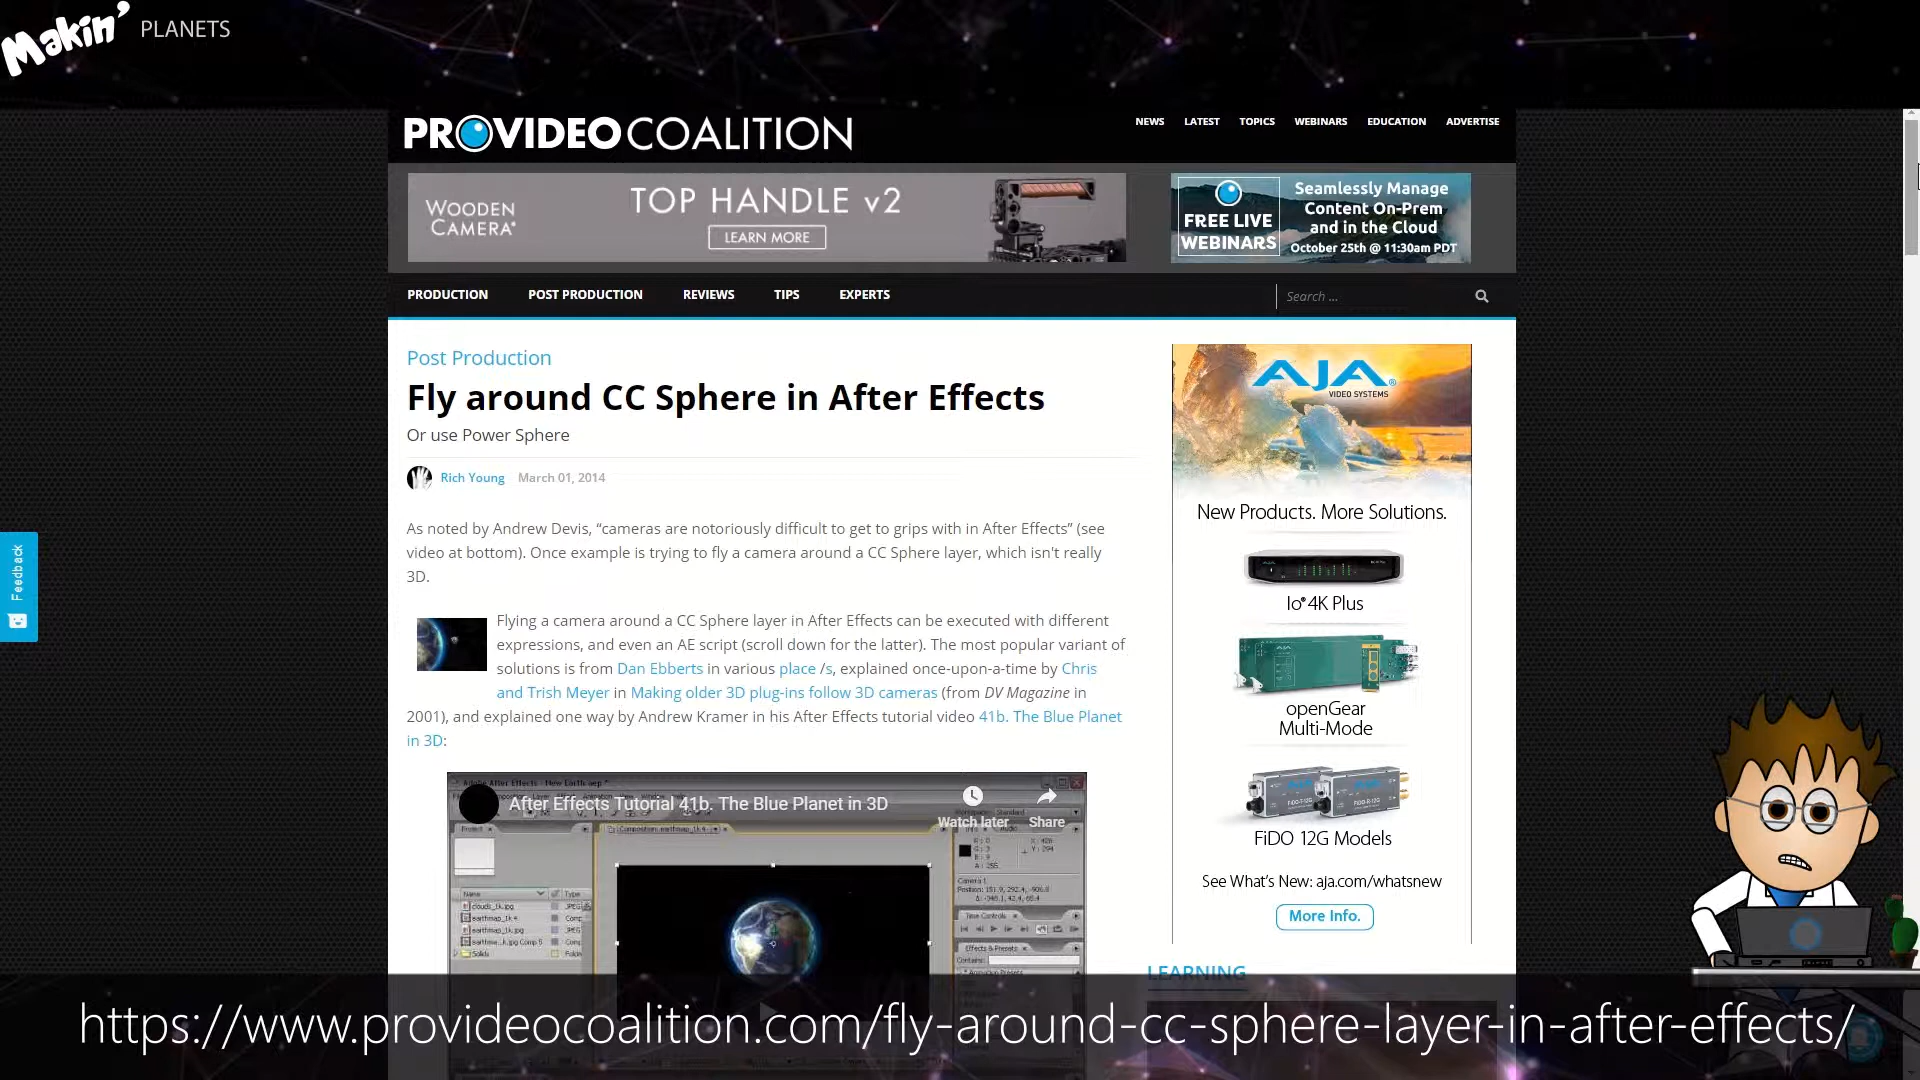 Makin' PLANETS
PROVIDEO COALITION
NEWS LATEST TOPICS WEBINARS EDUCATION ADVERTISE
WOODEN CAMERA
TOP HANDLE v2
LEARN MORE
FREE LIVE WEBINARS
Seamlessly Manage
Content On-Prem
and in the Cloud
October 25th @ 11:30am PDT
PRODUCTION POST PRODUCTION REVIEWS TIPS EXPERTS
Search ...
Post Production
Fly around CC Sphere in After Effects
Or use Power Sphere
Rich Young March 01, 2014
As noted by Andrew Devis, “cameras are notoriously difficult to get to grips with in After Effects” (see
video at bottom). Once example is trying to fly a camera around a CC Sphere layer, which isn't really
3D.
Flying a camera around a CC Sphere layer in After Effects can be executed with different
expressions, and even an AE script (scroll down for the latter). The most popular variant of
solutions is from Dan Ebberts in various place /s, explained once-upon-a-time by Chris
and Trish Meyer in Making older 3D plug-ins follow 3D cameras (from DV Magazine in
2001), and explained one way by Andrew Kramer in his After Effects tutorial video 41b. The Blue Planet
in 3D:
After Effects Tutorial 41b. The Blue Planet in 3D
Watch later Share
Feedback
AJA
VIDEO SYSTEMS
New Products. More Solutions.
Io® 4K Plus
openGear
Multi-Mode
FiDO 12G Models
See What's New: aja.com/whatsnew
More Info.
LEARNING
https://www.provideocoalition.com/fly-around-cc-sphere-layer-in-after-effects/